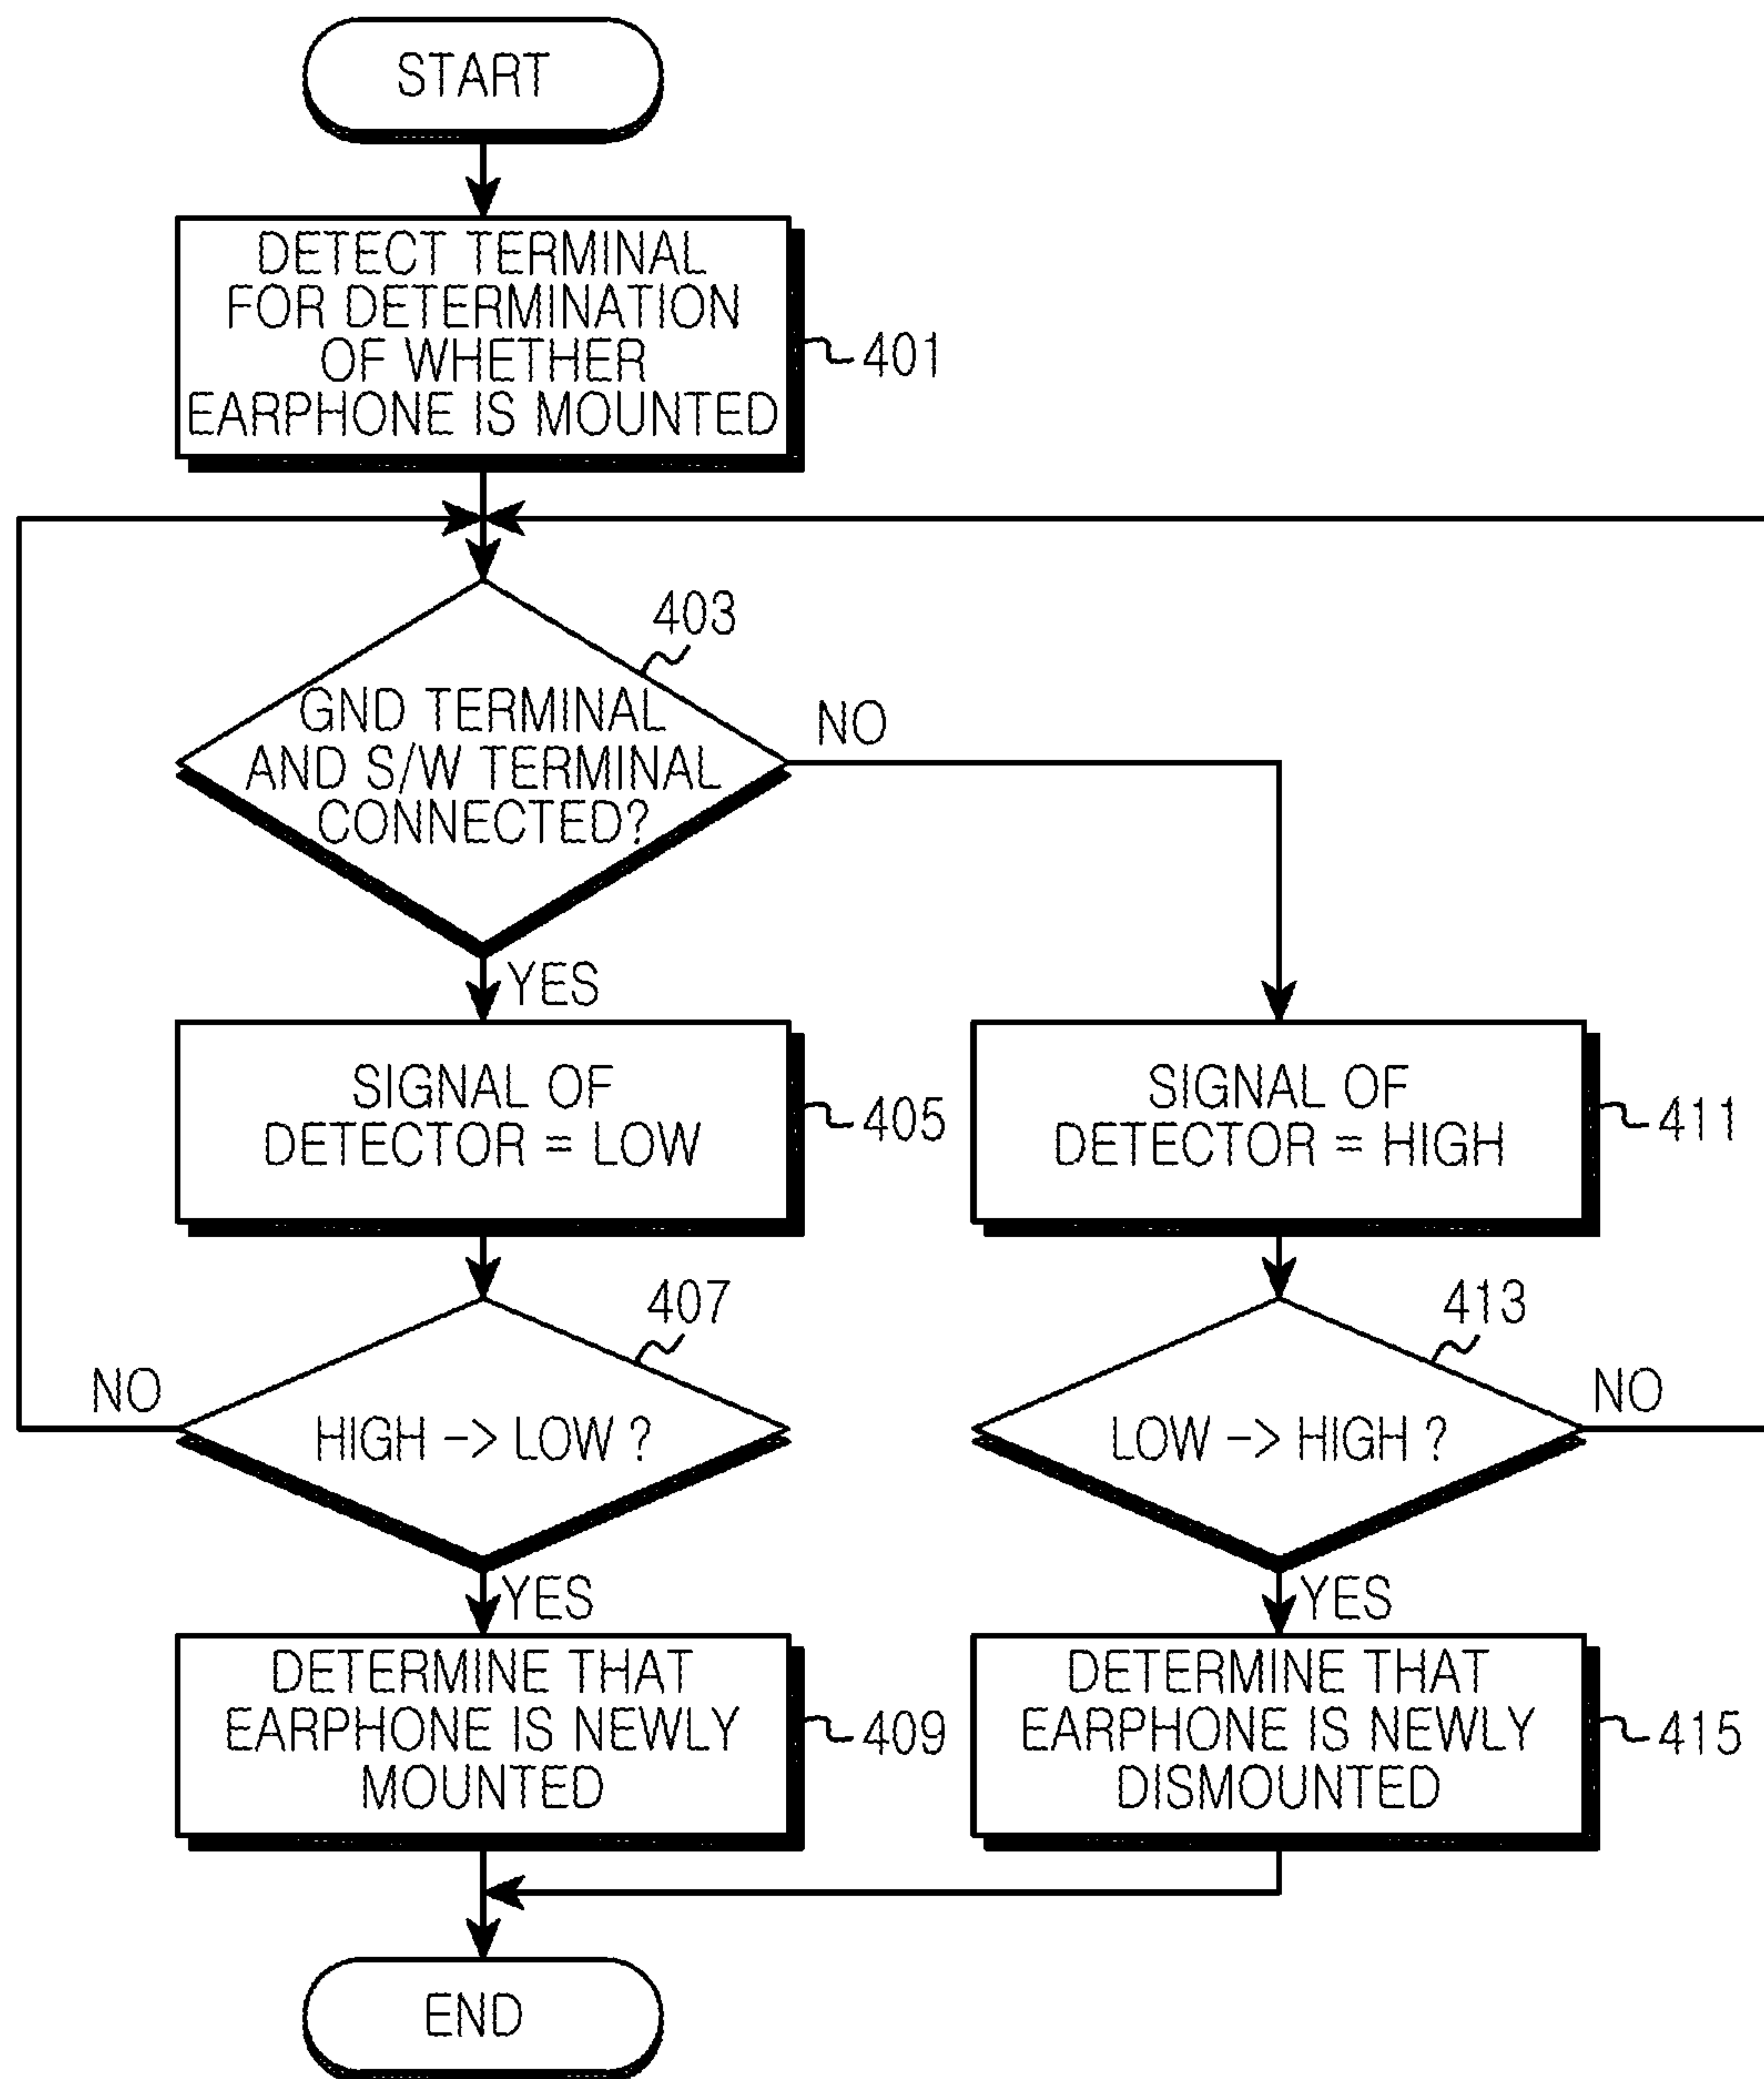 START
DETECT TERMINAL
FOR DETERMINATION
OF WHETHER
EARPHONE IS MOUNTED
401
403
GND TERMINAL
AND S/W TERMINAL
CONNECTED?
NO
YES
SIGNAL OF
DETECTOR = LOW
405
SIGNAL OF
DETECTOR = HIGH
411
407
HIGH -> LOW ?
NO
YES
413
LOW -> HIGH ?
NO
YES
DETERMINE THAT
EARPHONE IS NEWLY
MOUNTED
409
DETERMINE THAT
EARPHONE IS NEWLY
DISMOUNTED
415
END